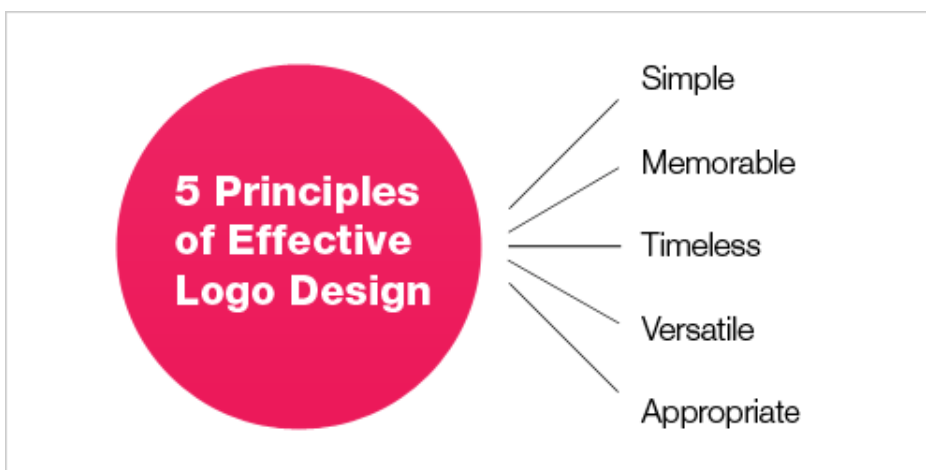 5 Principles
of Effective
Logo Design
Simple
Memorable
Timeless
Versatile
Appropriate